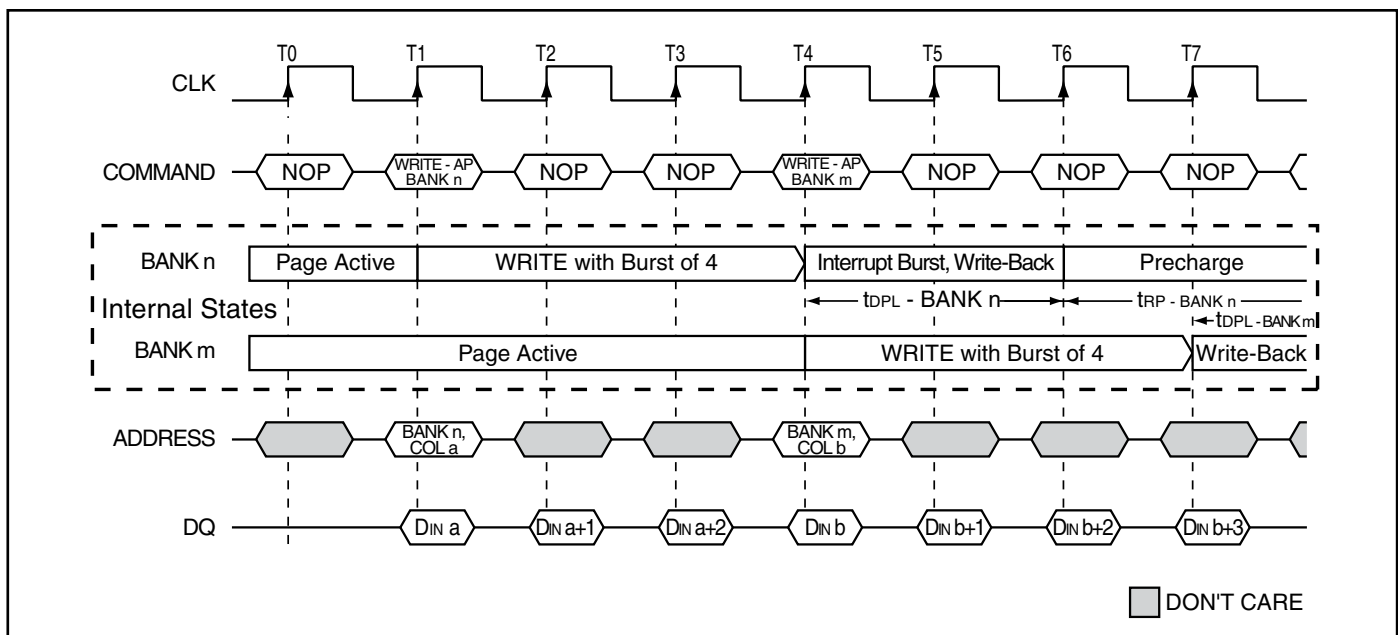 T0 T1 T2 T3 T4 T5 T6 T7
CLK
COMMAND NOP WRITE - AP BANK n NOP NOP WRITE - AP BANK m NOP NOP NOP
BANK n Page Active WRITE with Burst of 4 Interrupt Burst, Write-Back Precharge
Internal States tDPL - BANK n tRP - BANK n
tDPL - BANK m
BANK m Page Active WRITE with Burst of 4 Write-Back
ADDRESS BANK n, COL a BANK m, COL b
DQ DIN a DIN a+1 DIN a+2 DIN b DIN b+1 DIN b+2 DIN b+3
DON'T CARE